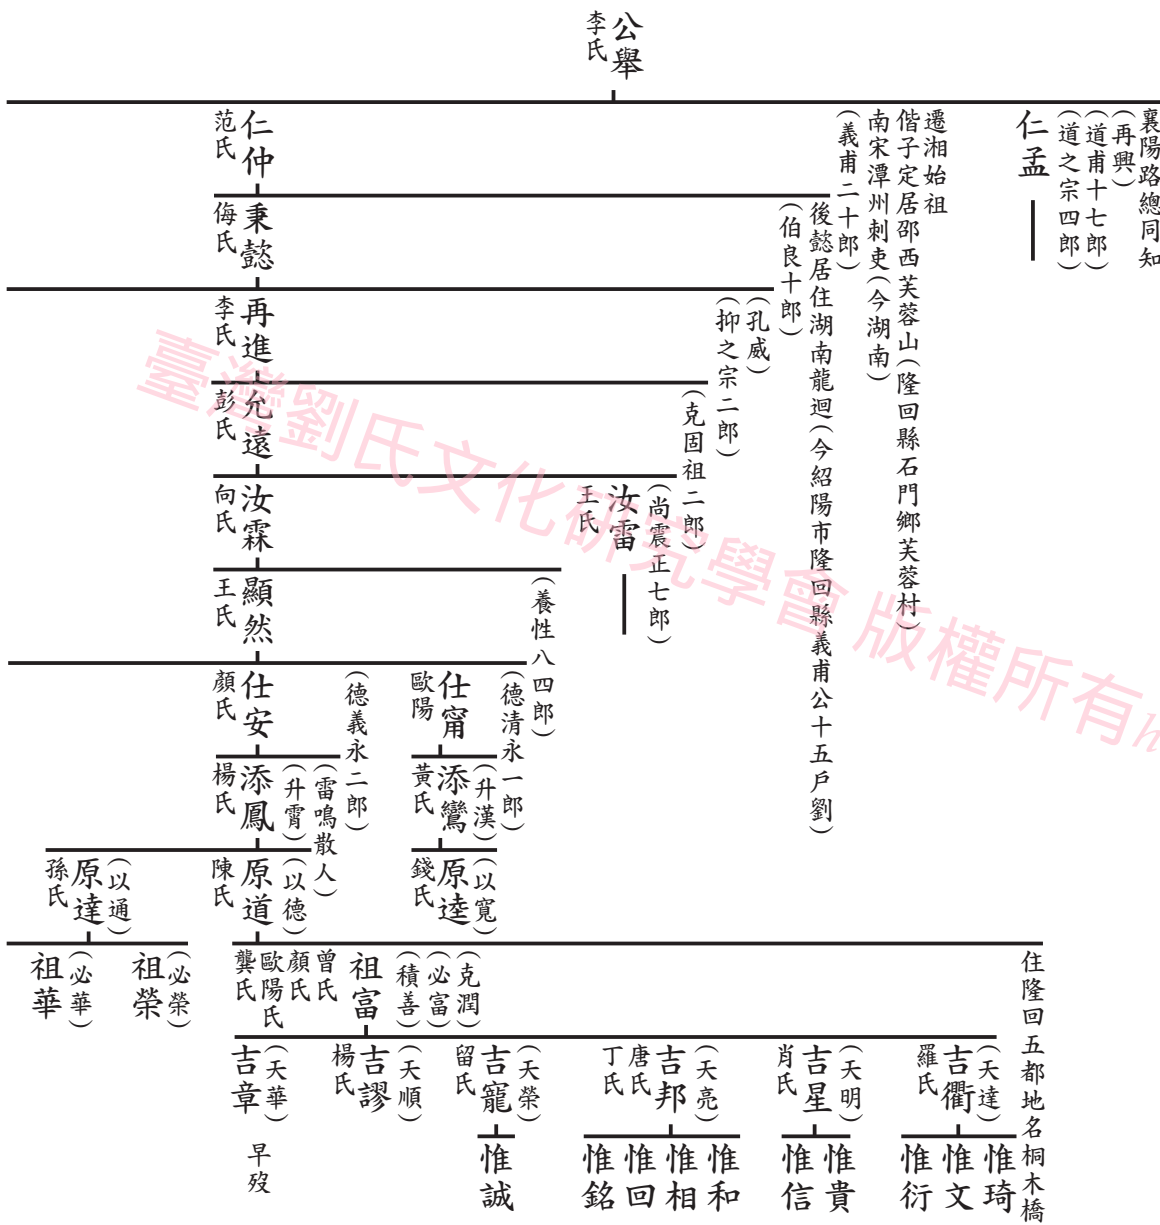 公舉
李氏
襄陽路總同知
(再興)
(道甫十七郎)
(道之宗四郎)
仁孟
遷湘始祖
偕子定居邵西芙蓉山(隆回縣石門鄉芙蓉村)
南宋潭州刺吏(今湖南)
(義甫二十郎)
仁仲
范氏
後懿居住湖南龍迴(今紹陽市隆回縣義甫公十五戶劉)
(伯良十郎)
秉懿
侮氏
(孔威)
(抑之宗二郎)
再進
李氏
(克固祖二郎)
允遠
彭氏
(尚震正七郎)
汝雷
王氏
汝霖
向氏
(養性八四郎)
顯然
王氏
(德清永一郎)
仕甯
歐陽
(德義永二郎)
仕安
顏氏
(升漢)
添鸞
黃氏
(雷鳴散人)
(升霄)
添鳳
楊氏
(以寬)
原逵
錢氏
(以德)
原道
陳氏
(以通)
原達
孫氏
住隆回五都地名桐木橋
(克潤)
(必富)
(積善)
祖富
曾氏
顏氏
歐陽氏
龔氏
(必榮)
祖榮
(必華)
祖華
(天達)
吉衢
羅氏
(天明)
吉星
肖氏
(天亮)
吉邦
唐氏
丁氏
(天榮)
吉寵
留氏
(天順)
吉謬
楊氏
(天華)
吉章
早歿
惟琦
惟文
惟衍
惟貴
惟信
惟和
惟相
惟回
惟銘
惟誠
臺灣劉氏文化研究學會 版權所有h